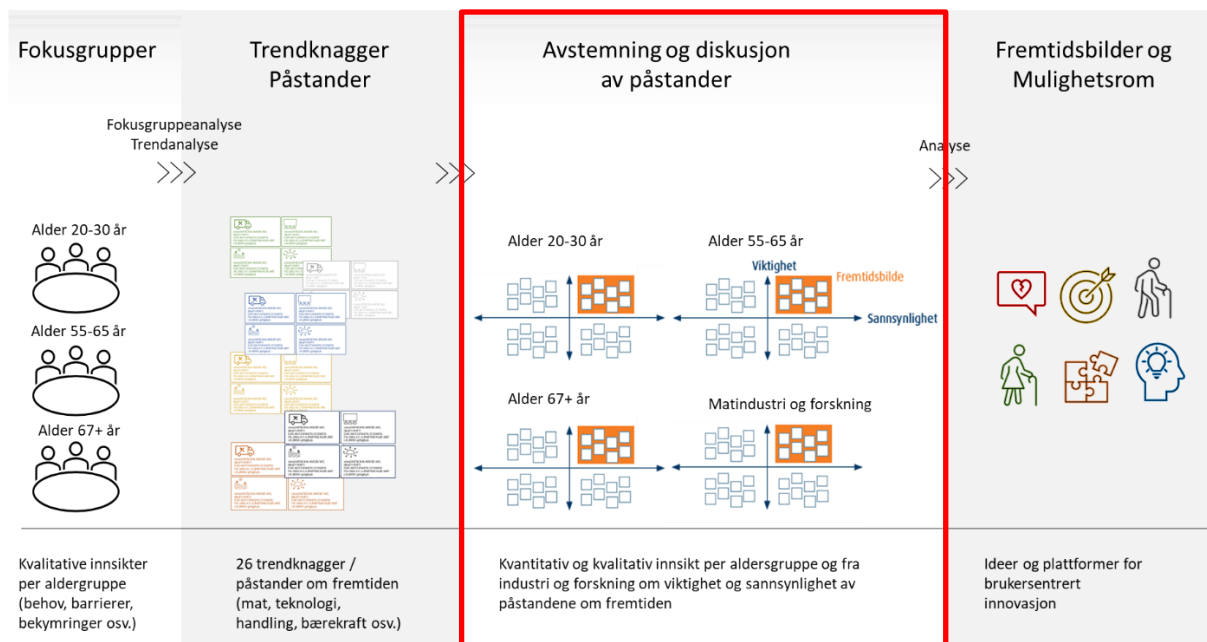 Fokusgrupper
Trendknagger
Påstander
Avstemning og diskusjon
av påstander
Fremtidsbilder og
Mulighetsrom
Fokusgruppeanalyse
Trendanalyse
Analyse
Alder 20-30 år
Alder 55-65 år
Alder 67+ år
Alder 20-30 år
Alder 55-65 år
Viktighet
Fremtidsbilde
Sannsynlighet
Alder 67+ år
Matindustri og forskning
Kvalitative innsikter
per aldergruppe
(behov, barrierer,
bekymringer osv.)
26 trendknagger /
påstander om fremtiden
(mat, teknologi,
handling, bærekraft osv.)
Kvantitativ og kvalitativ innsikt per aldersgruppe og fra
industri og forskning om viktighet og sannsynlighet av
påstandene om fremtiden
Ideer og plattformer for
brukersentrert
innovasjon